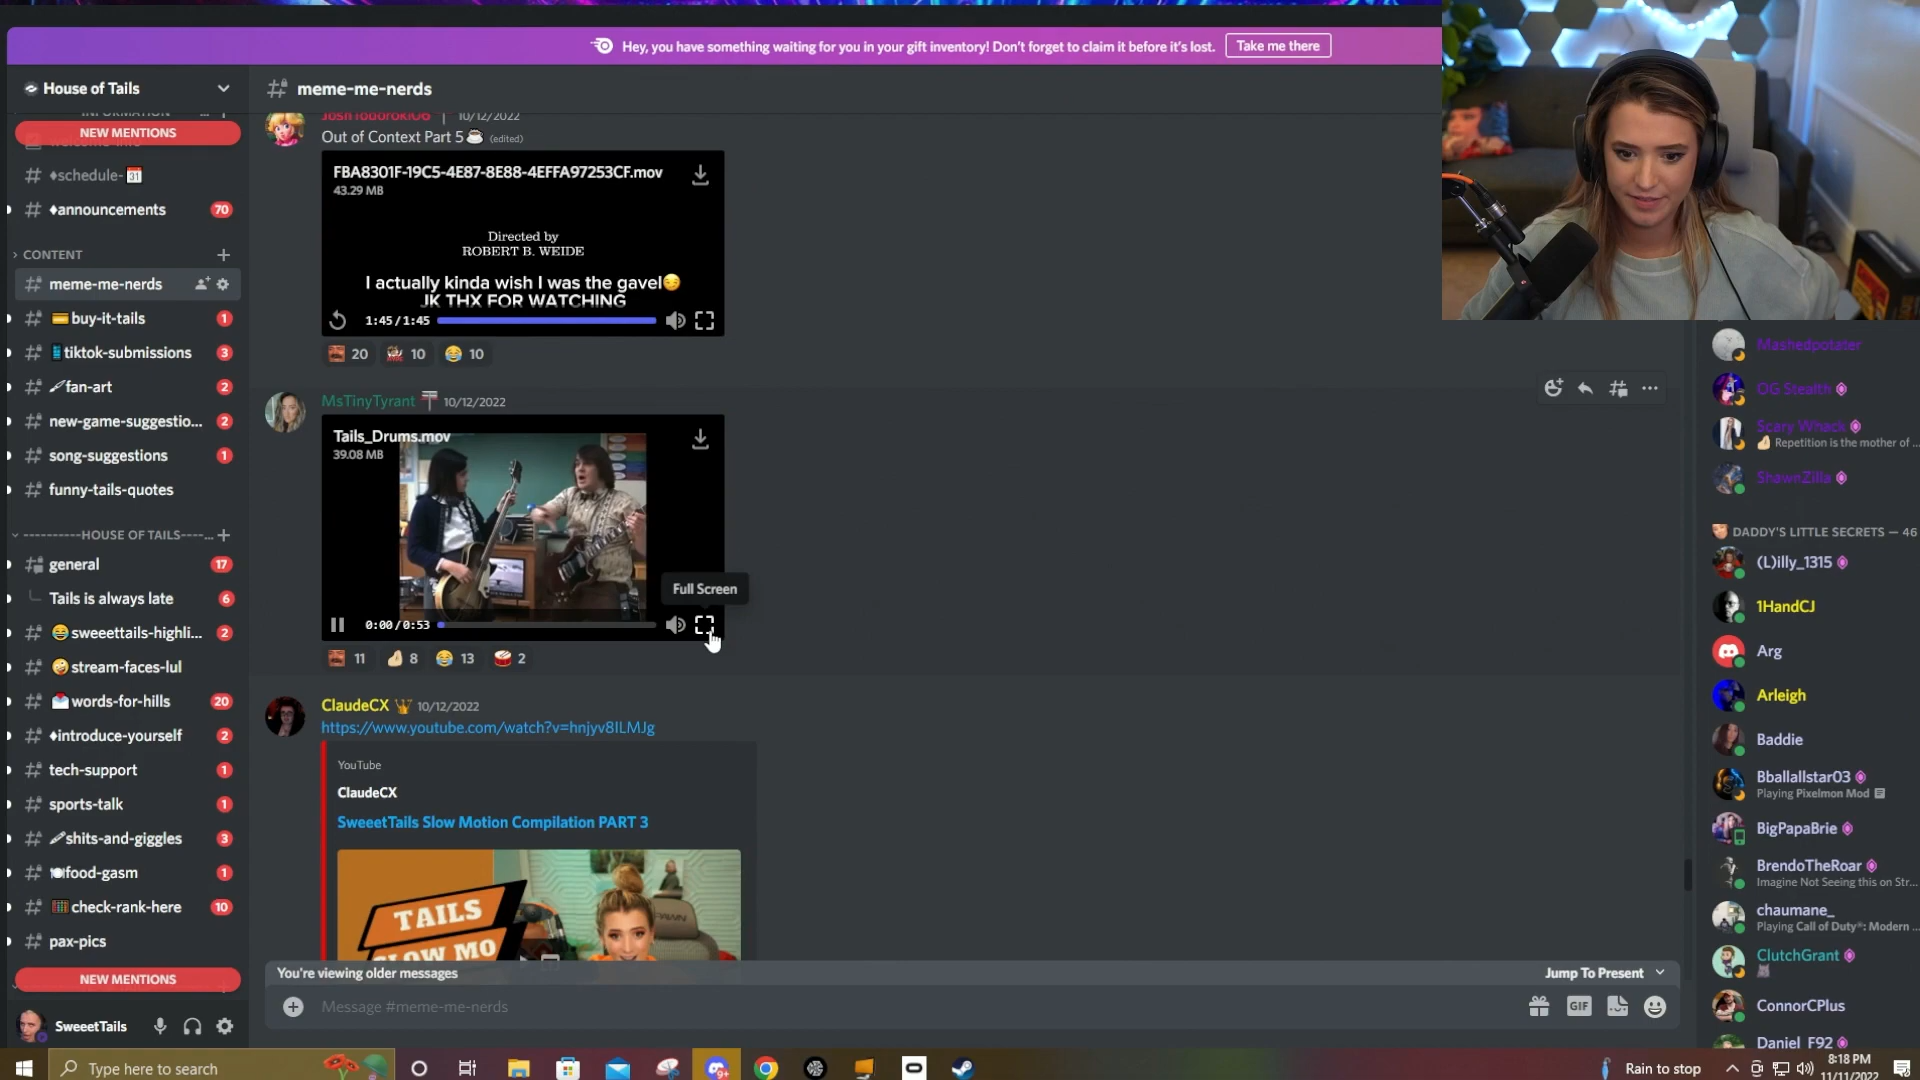 Hey, you have something waiting for you in your gift inventory! Don't forget to claim it before it's lost.
Take me there
House of Tails
NEW MENTIONS
schedule-
announcements
70
CONTENT
meme-me-nerds
buy-it-tails
1
tiktok-submissions
3
fan-art
2
new-game-suggestio...
2
song-suggestions
1
funny-tails-quotes
----------HOUSE OF TAILS----...
general
17
Tails is always late
6
sweeettails-highli...
2
stream-faces-lul
words-for-hills
20
introduce-yourself
2
tech-support
1
sports-talk
1
shits-and-giggles
3
food-gasm
1
check-rank-here
10
pax-pics
NEW MENTIONS
SweeetTails
meme-me-nerds
JoshTodoroki06 10/12/2022
Out of Context Part 5 (edited)
FBA8301F-19C5-4E87-8E88-4EFFA97253CF.mov
43.29 MB
Directed by
ROBERT B. WEIDE
I actually kinda wish I was the gavel
JK THX FOR WATCHING
1:45/1:45
20 10 10
MsTinyTyrant 10/12/2022
Tails_Drums.mov
39.08 MB
Full Screen
0:00/0:53
11 8 13 2
ClaudeCX 10/12/2022
https://www.youtube.com/watch?v=hnjyv8ILMJg
YouTube
ClaudeCX
SweeetTails Slow Motion Compilation PART 3
TAILS
SLOW MO
You're viewing older messages
Jump To Present
Message #meme-me-nerds
GIF
Mashedpotater
OG Stealth
Scary Whack
Repetition is the mother of ...
ShawnZilla
DADDY'S LITTLE SECRETS — 46
(L)illy_1315
1HandCJ
Arg
Arleigh
Baddie
Bballallstar03
Playing Pixelmon Mod
BigPapaBrie
BrendoTheRoar
Imagine Not Seeing this on Str...
chaumane_
Playing Call of Duty®: Modern ...
ClutchGrant
ConnorCPlus
Daniel_F92
Type here to search
9+
Rain to stop
8:18 PM
11/11/2022